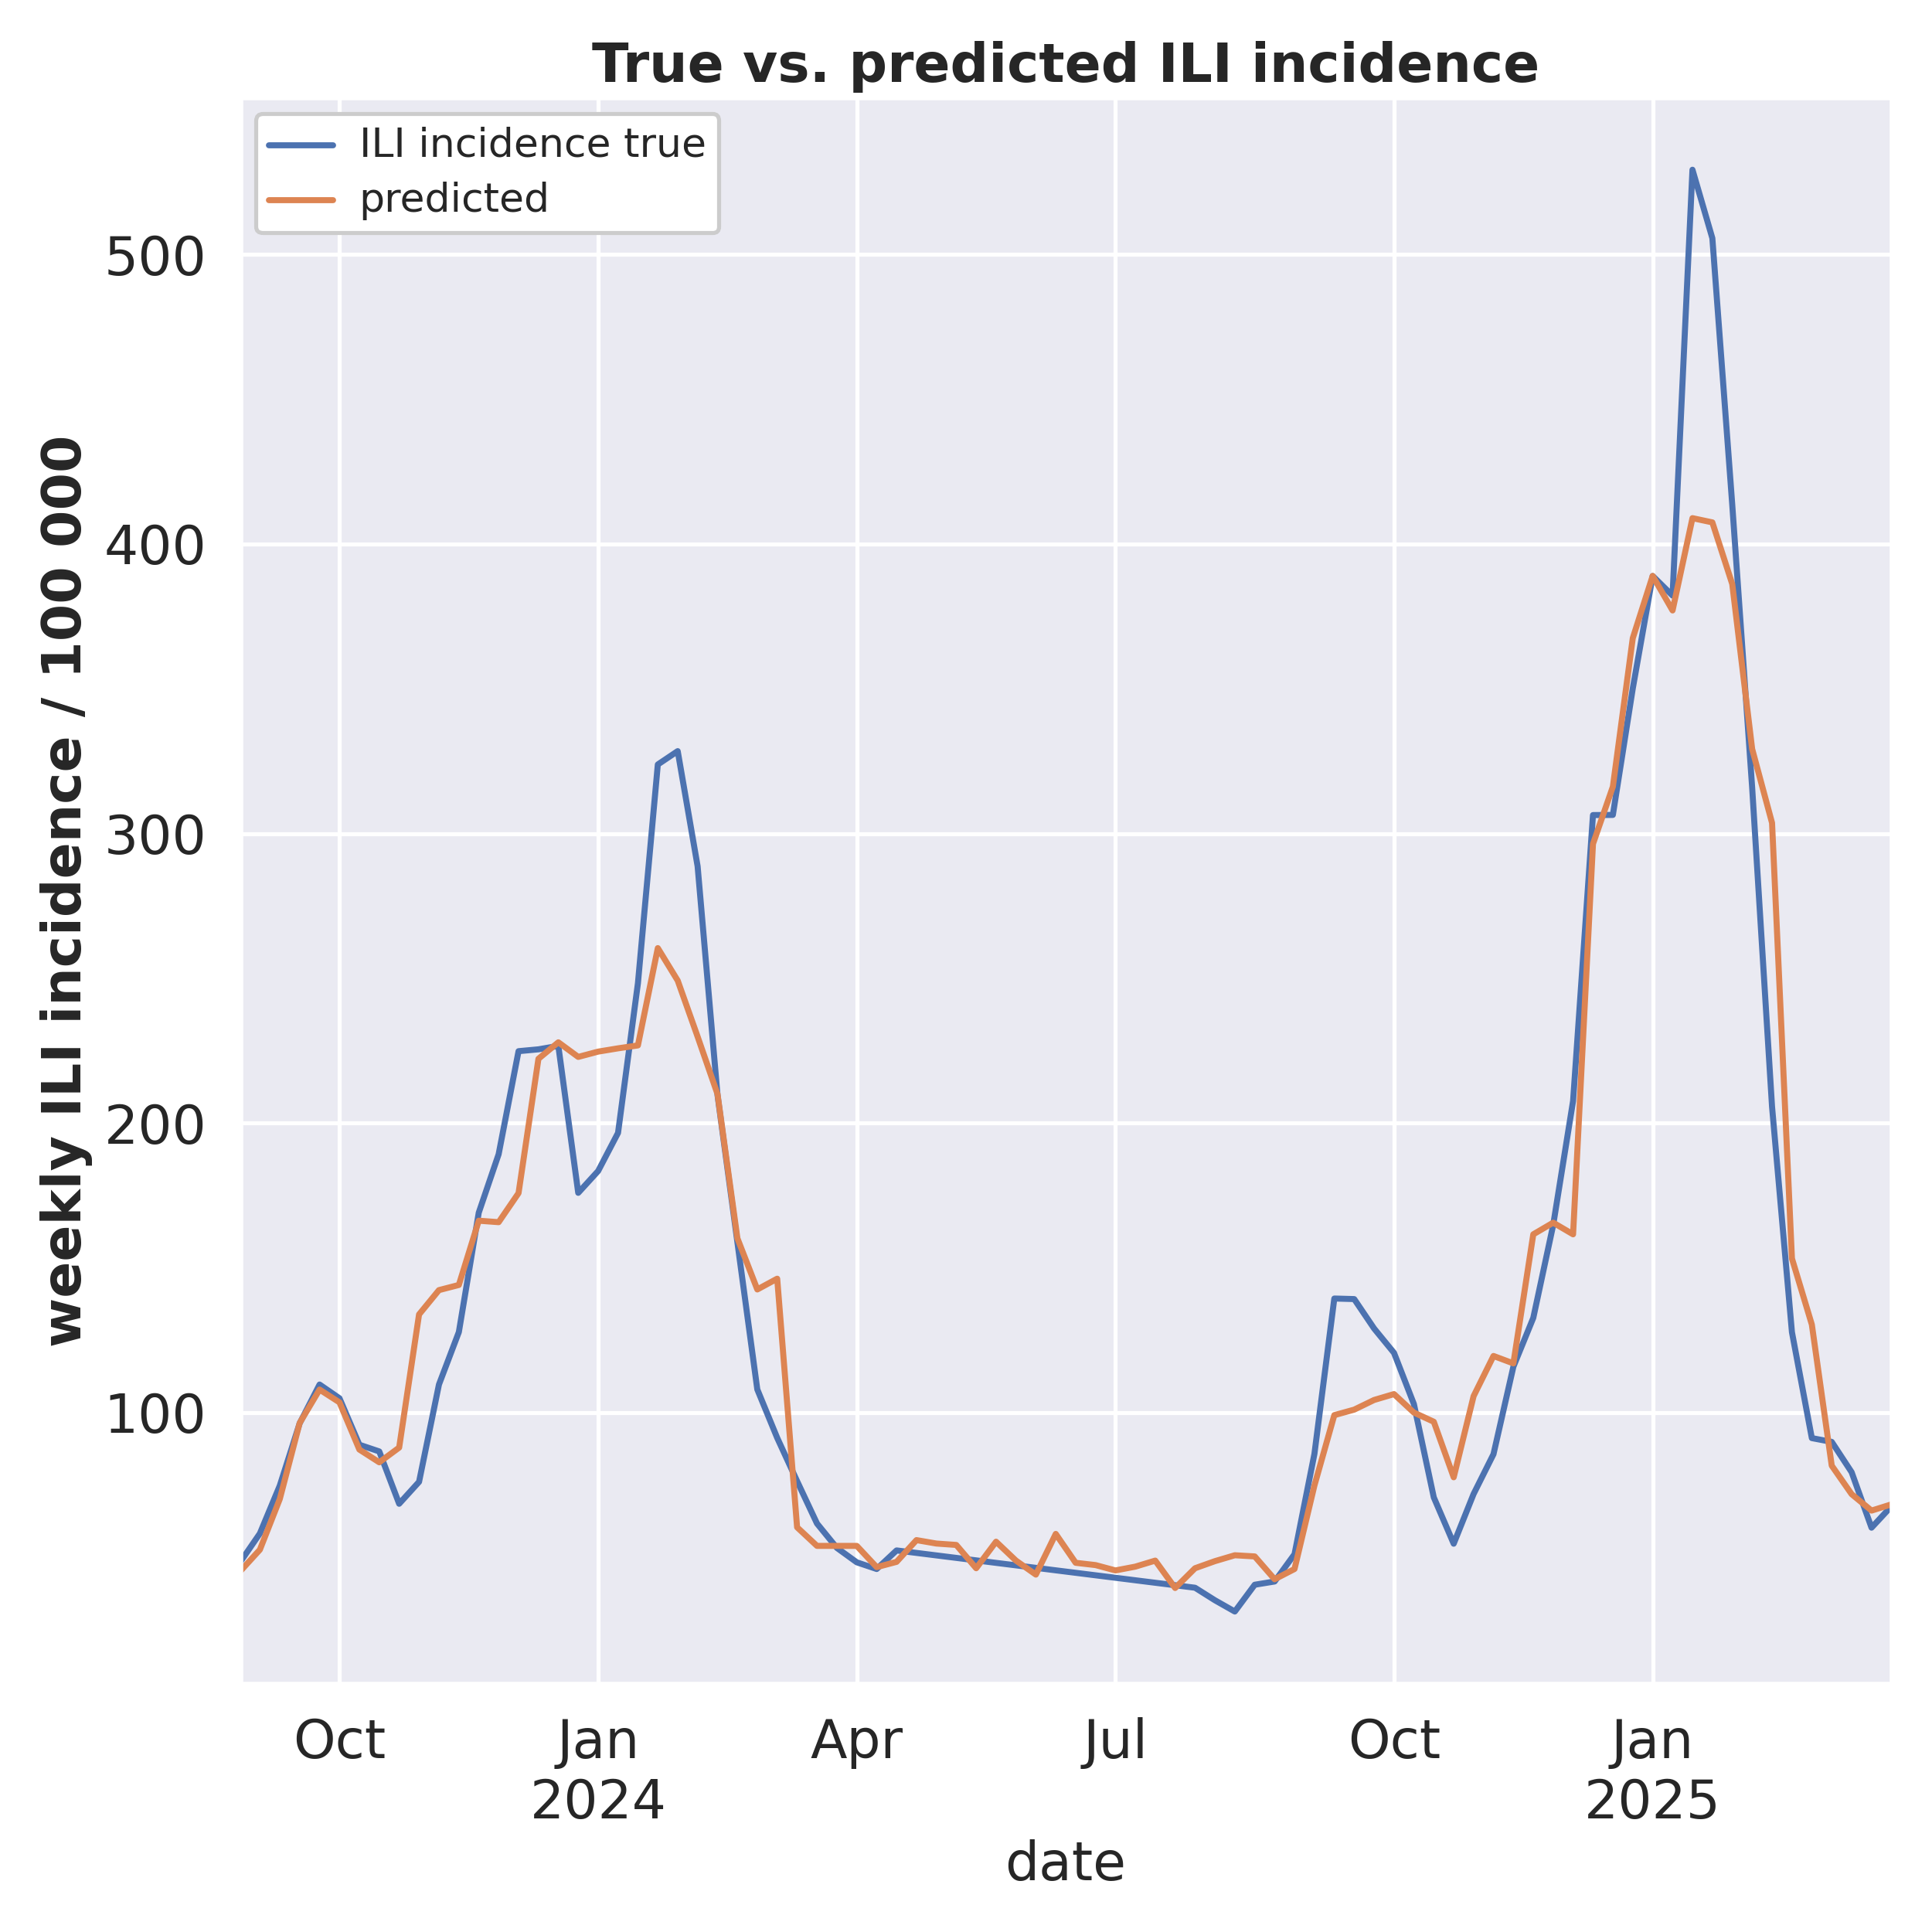 True vs. predicted ILI incidence
ILI incidence true
predicted
weekly ILI incidence / 100 000
500
400
300
200
100
Oct
Jan
2024
Apr
Jul
Oct
Jan
2025
date